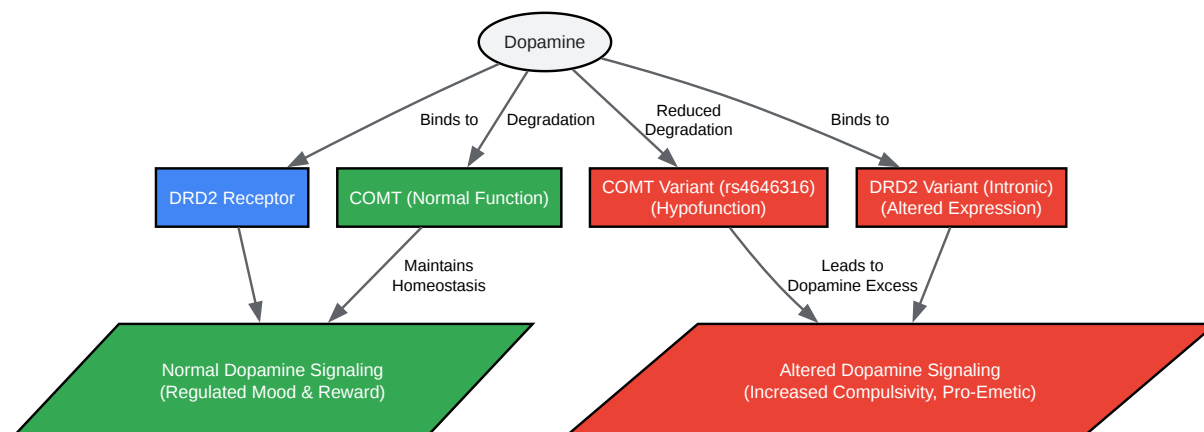 Dopamine
Binds to
Degradation
Reduced
Degradation
Binds to
DRD2 Receptor
COMT (Normal Function)
COMT Variant (rs4646316)
(Hypofunction)
DRD2 Variant (Intronic)
(Altered Expression)
Maintains
Homeostasis
Leads to
Dopamine Excess
Normal Dopamine Signaling
(Regulated Mood & Reward)
Altered Dopamine Signaling
(Increased Compulsivity, Pro-Emetic)